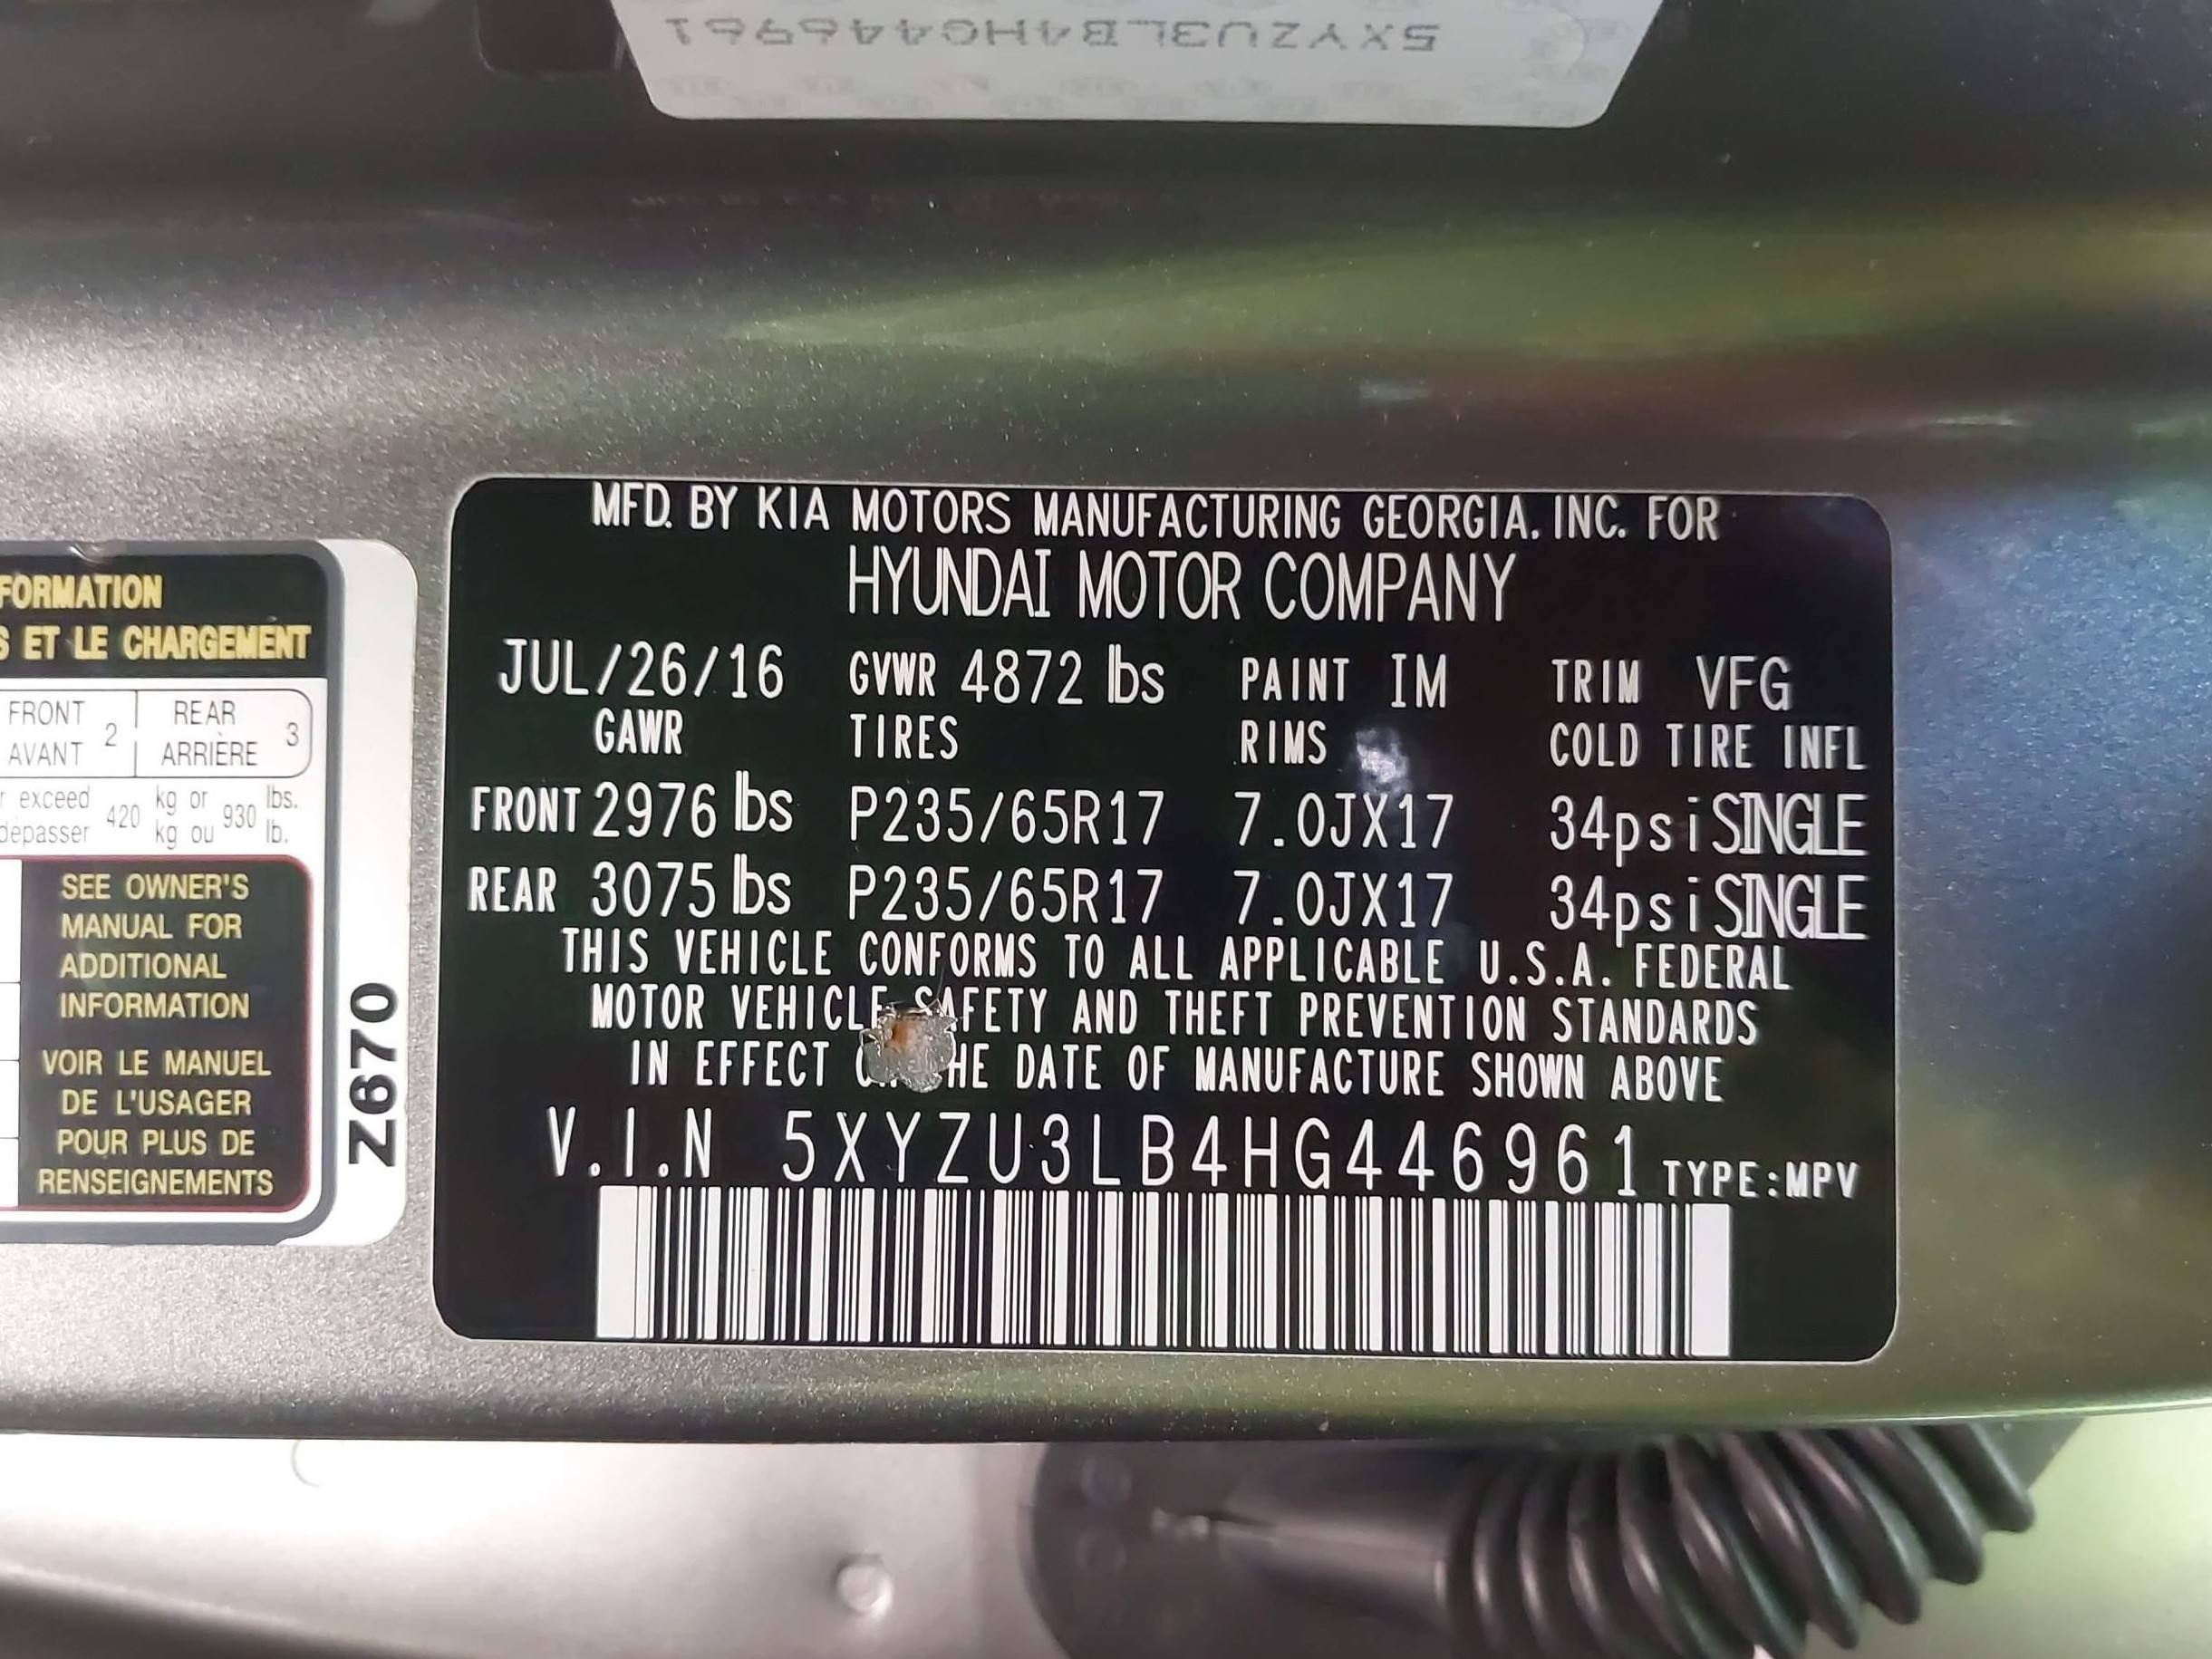 5XYZU3LB4HG446961
MFD. BY KIA MOTORS MANUFACTURING GEORGIA. INC. FOR
HYUNDAI MOTOR COMPANY
JUL/26/16 GVWR 4872 lbs PAINT IM TRIM VFG
GAWR TIRES RIMS COLD TIRE INFL
FRONT 2976 lbs P235/65R17 7.0JX17 34psi SINGLE
REAR 3075 lbs P235/65R17 7.0JX17 34psi SINGLE
THIS VEHICLE CONFORMS TO ALL APPLICABLE U.S.A. FEDERAL
MOTOR VEHICLE SAFETY AND THEFT PREVENTION STANDARDS
IN EFFECT THE DATE OF MANUFACTURE SHOWN ABOVE
V.I.N 5XYZU3LB4HG446961 TYPE:MPV
FORMATION
S ET LE CHARGEMENT
FRONT 2 REAR 3
AVANT ARRIÈRE
r exceed 420 kg or 930 lbs.
dépasser kg ou lb.
SEE OWNER'S
MANUAL FOR
ADDITIONAL
INFORMATION
VOIR LE MANUEL
DE L'USAGER
POUR PLUS DE
RENSEIGNEMENTS
Z670